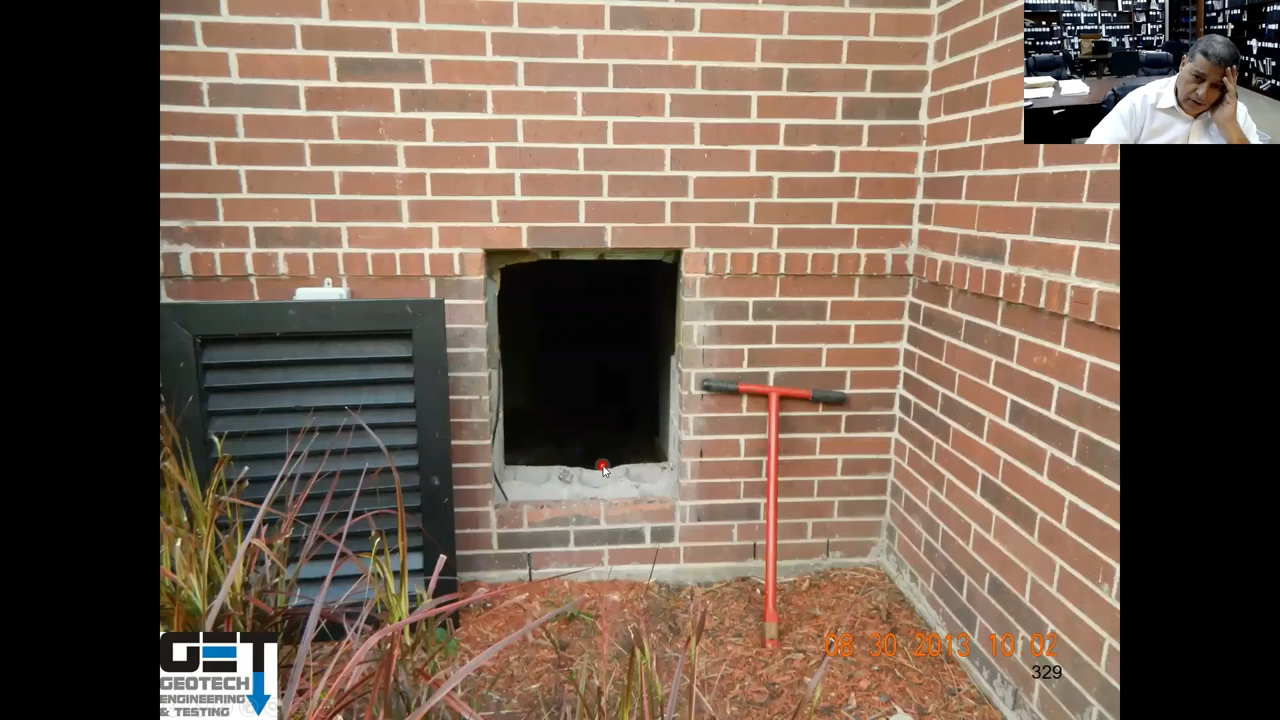 08 30 2013 10 02
329
GET
GEOTECH
ENGINEERING
& TESTING